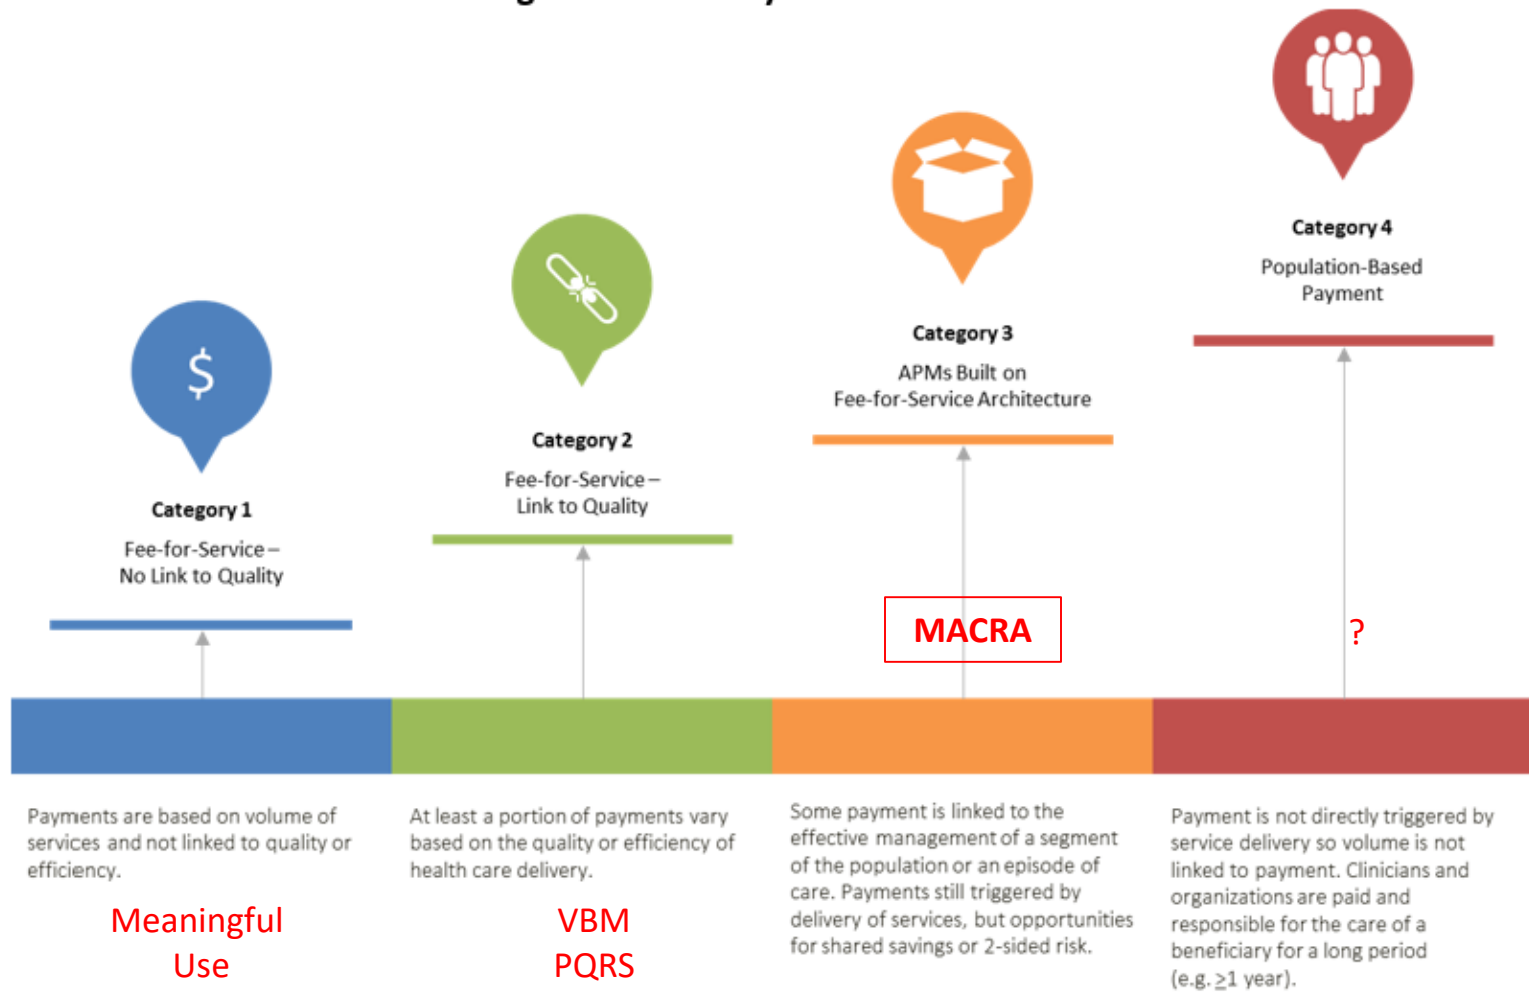 $
Category 1
Fee-for-Service –
No Link to Quality
Category 2
Fee-for-Service –
Link to Quality
Category 3
APMs Built on
Fee-for-Service Architecture
Category 4
Population-Based
Payment
MACRA
?
Payments are based on volume of
services and not linked to quality or
efficiency.
Meaningful
Use
At least a portion of payments vary
based on the quality or efficiency of
health care delivery.
VBM
PQRS
Some payment is linked to the
effective management of a segment
of the population or an episode of
care. Payments still triggered by
delivery of services, but opportunities
for shared savings or 2-sided risk.
Payment is not directly triggered by
service delivery so volume is not
linked to payment. Clinicians and
organizations are paid and
responsible for the care of a
beneficiary for a long period
(e.g. ≥1 year).